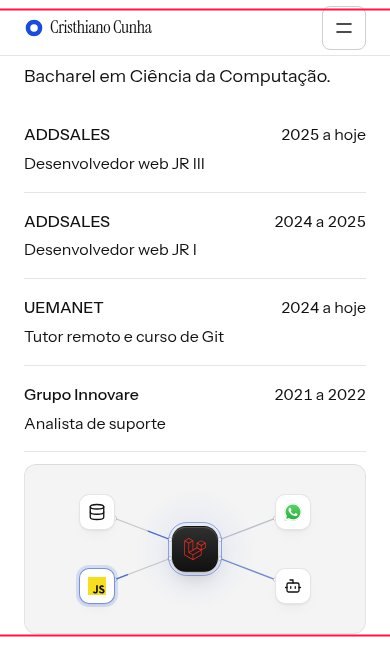 Cristhiano Cunha
Bacharel em Ciência da Computação.
ADDSALES 2025 a hoje
Desenvolvedor web JR III
ADDSALES 2024 a 2025
Desenvolvedor web JR I
UEMANET 2024 a hoje
Tutor remoto e curso de Git
Grupo Innovare 2021 a 2022
Analista de suporte
JS